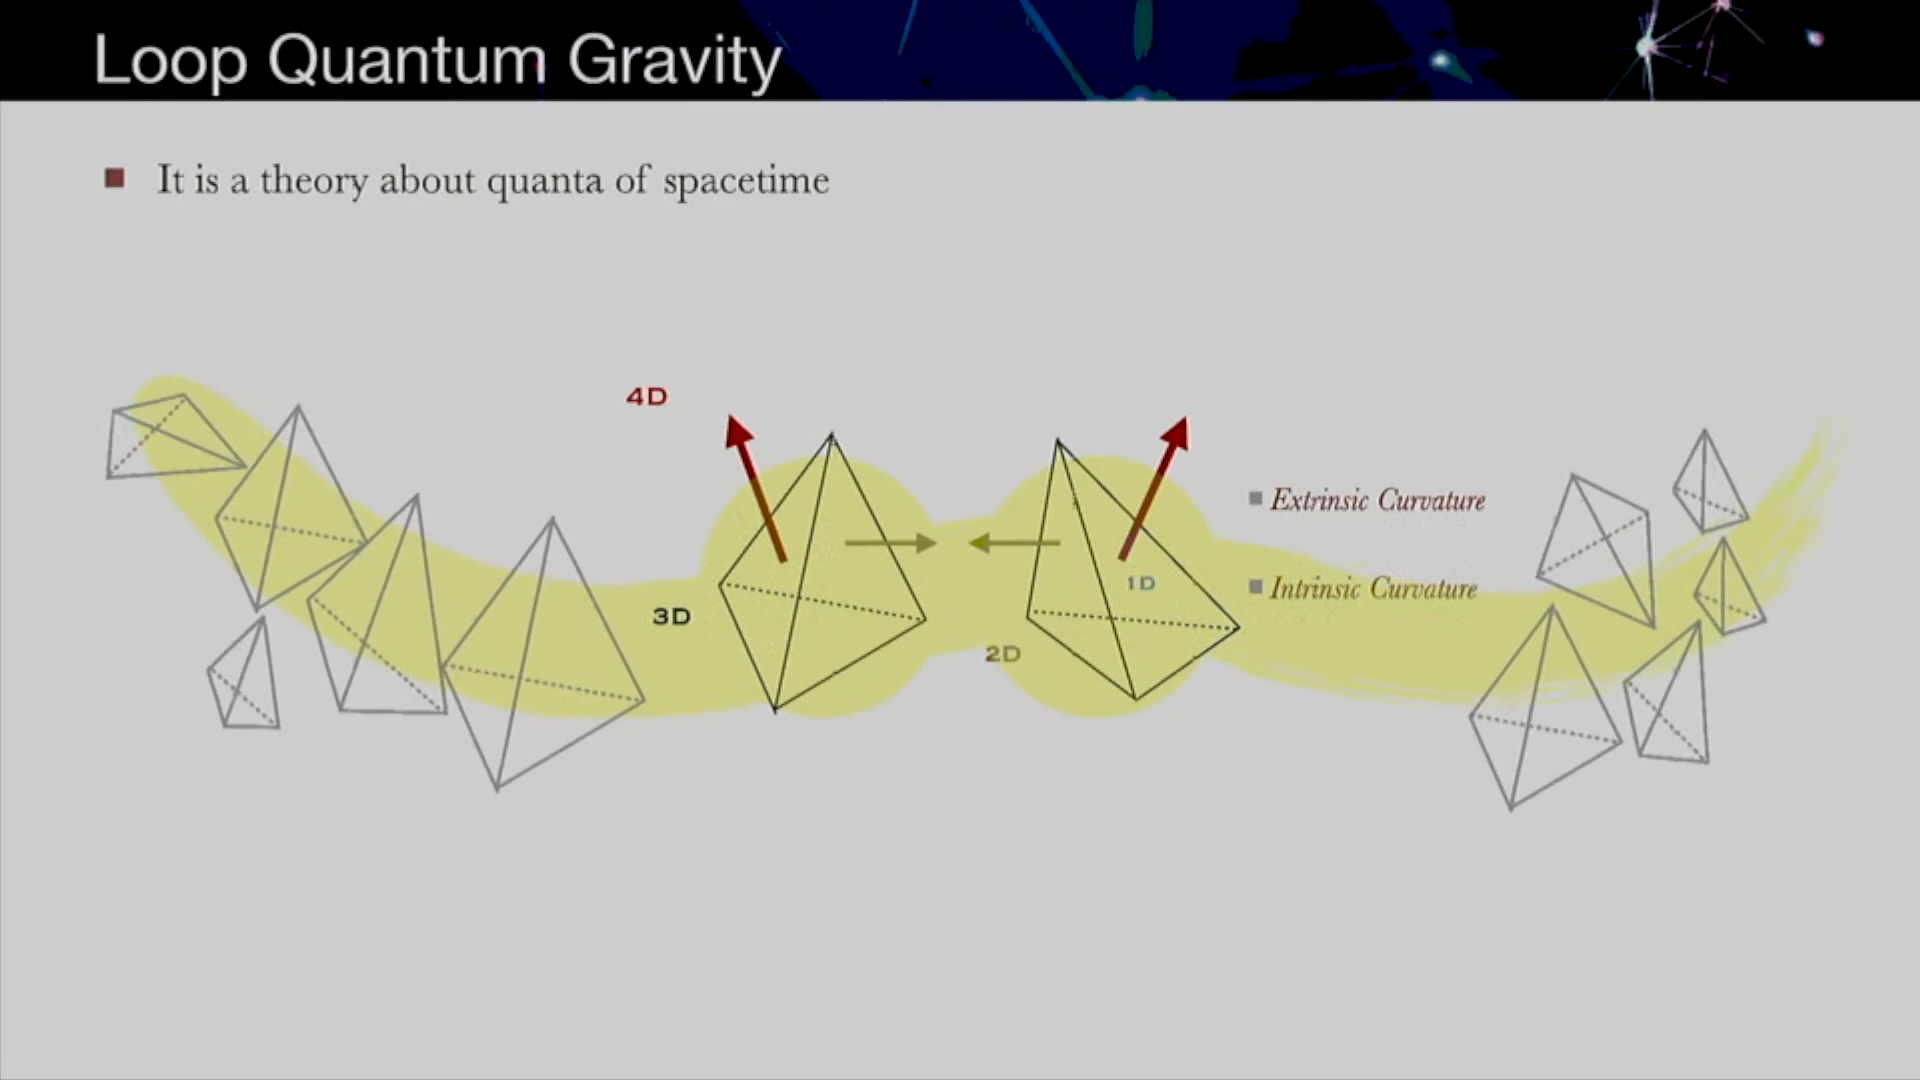 Loop Quantum Gravity
It is a theory about quanta of spacetime
4D
Extrinsic Curvature
1D
Intrinsic Curvature
3D
2D